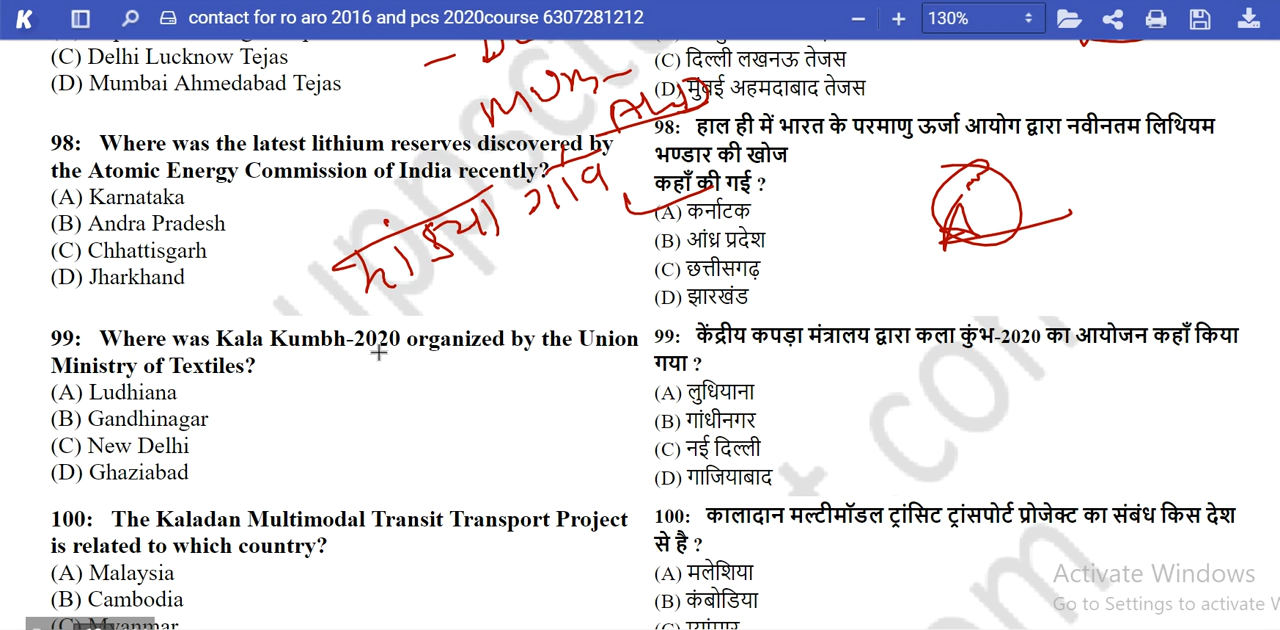 contact for ro aro 2016 and pcs 2020course 6307281212
130%
(C) Delhi Lucknow Tejas
(D) Mumbai Ahmedabad Tejas
98: Where was the latest lithium reserves discovered by
the Atomic Energy Commission of India recently?
(A) Karnataka
(B) Andra Pradesh
(C) Chhattisgarh
(D) Jharkhand
99: Where was Kala Kumbh-2020 organized by the Union
Ministry of Textiles?
(A) Ludhiana
(B) Gandhinagar
(C) New Delhi
(D) Ghaziabad
100: The Kaladan Multimodal Transit Transport Project
is related to which country?
(A) Malaysia
(B) Cambodia
(C) Myanmar
(C) दिल्ली लखनऊ तेजस
(D) मुंबई अहमदाबाद तेजस
98: हाल ही में भारत के परमाणु ऊर्जा आयोग द्वारा नवीनतम लिथियम
भण्डार की खोज
कहाँ की गई ?
(A) कर्नाटक
(B) आंध्र प्रदेश
(C) छत्तीसगढ़
(D) झारखंड
99: केंद्रीय कपड़ा मंत्रालय द्वारा कला कुंभ-2020 का आयोजन कहाँ किया
गया ?
(A) लुधियाना
(B) गांधीनगर
(C) नई दिल्ली
(D) गाजियाबाद
100: कालादान मल्टीमॉडल ट्रांसिट ट्रांसपोर्ट प्रोजेक्ट का संबंध किस देश
से है ?
(A) मलेशिया
(B) कंबोडिया
(C) म्यांमार
MUM-
Activate Windows
Go to Settings to activate W